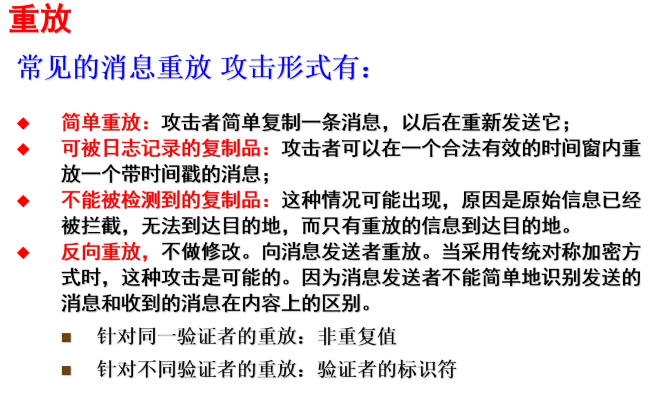 重放
常见的消息重放 攻击形式有：
简单重放：攻击者简单复制一条消息，以后在重新发送它；
可被日志记录的复制品：攻击者可以在一个合法有效的时间窗内重
放一个带时间戳的消息；
不能被检测到的复制品：这种情况可能出现，原因是原始信息已经
被拦截，无法到达目的地，而只有重放的信息到达目的地。
反向重放，不做修改。向消息发送者重放。当采用传统对称加密方
式时，这种攻击是可能的。因为消息发送者不能简单地识别发送的
消息和收到的消息在内容上的区别。
针对同一验证者的重放：非重复值
针对不同验证者的重放：验证者的标识符